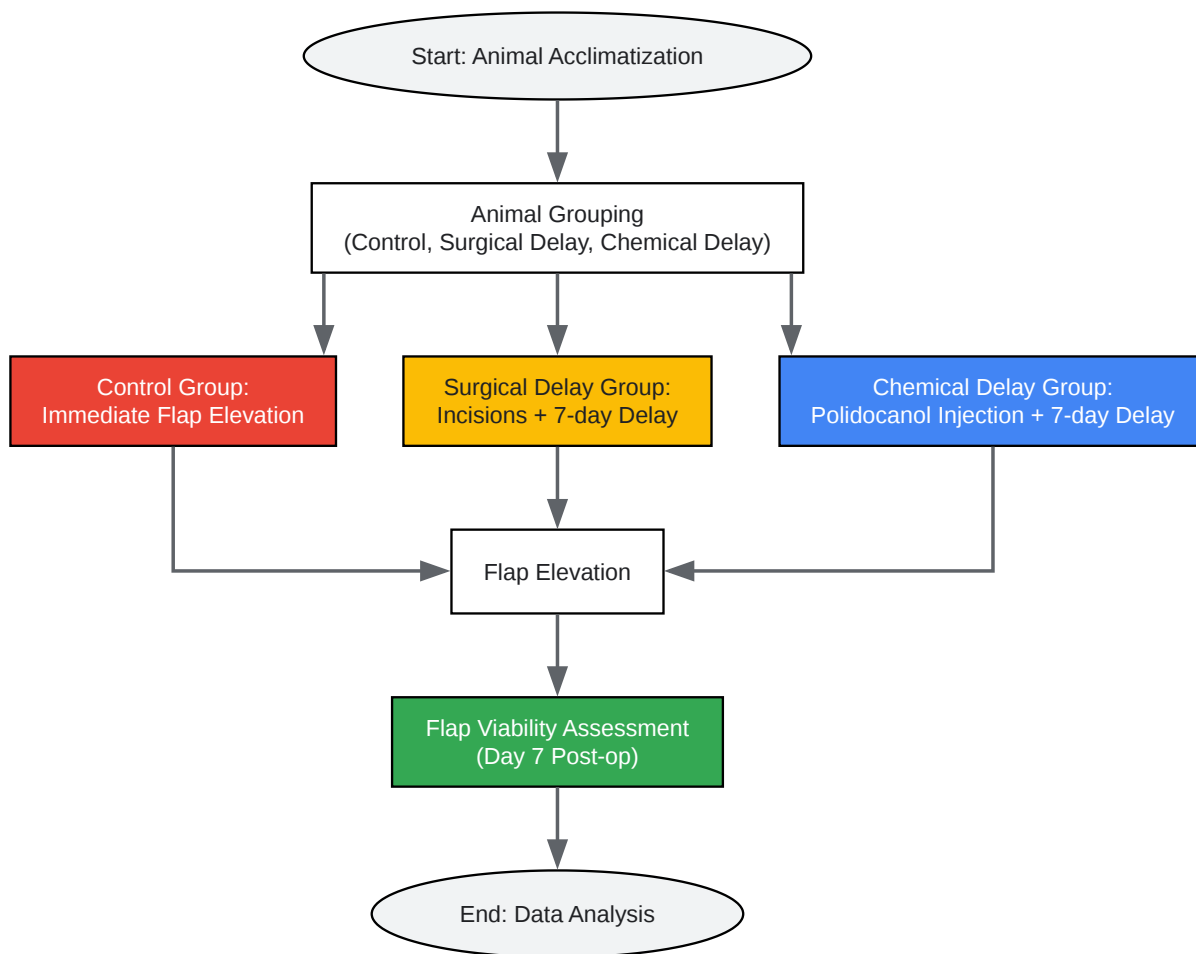 Start: Animal Acclimatization
Animal Grouping
(Control, Surgical Delay, Chemical Delay)
Control Group:
Immediate Flap Elevation
Surgical Delay Group:
Incisions + 7-day Delay
Chemical Delay Group:
Polidocanol Injection + 7-day Delay
Flap Elevation
Flap Viability Assessment
(Day 7 Post-op)
End: Data Analysis